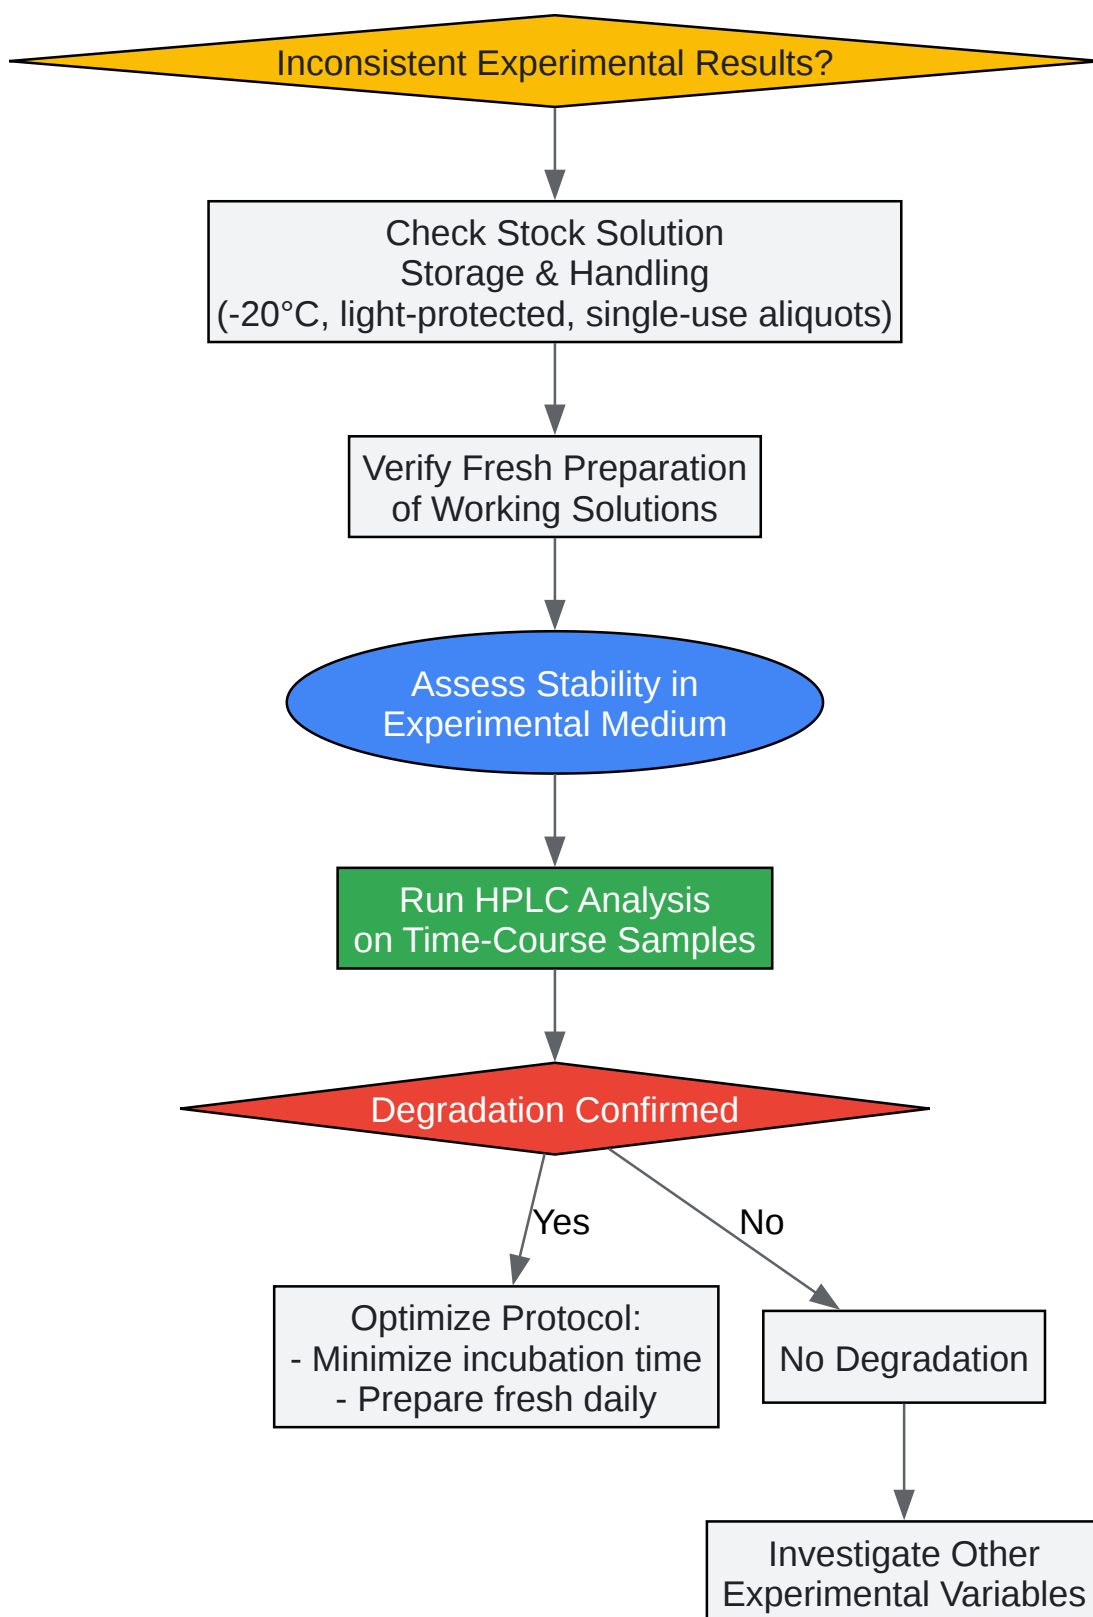 Inconsistent Experimental Results?
Check Stock Solution
Storage & Handling
(-20°C, light-protected, single-use aliquots)
Verify Fresh Preparation
of Working Solutions
Assess Stability in
Experimental Medium
Run HPLC Analysis
on Time-Course Samples
Degradation Confirmed
Yes
No
Optimize Protocol:
- Minimize incubation time
- Prepare fresh daily
No Degradation
Investigate Other
Experimental Variables